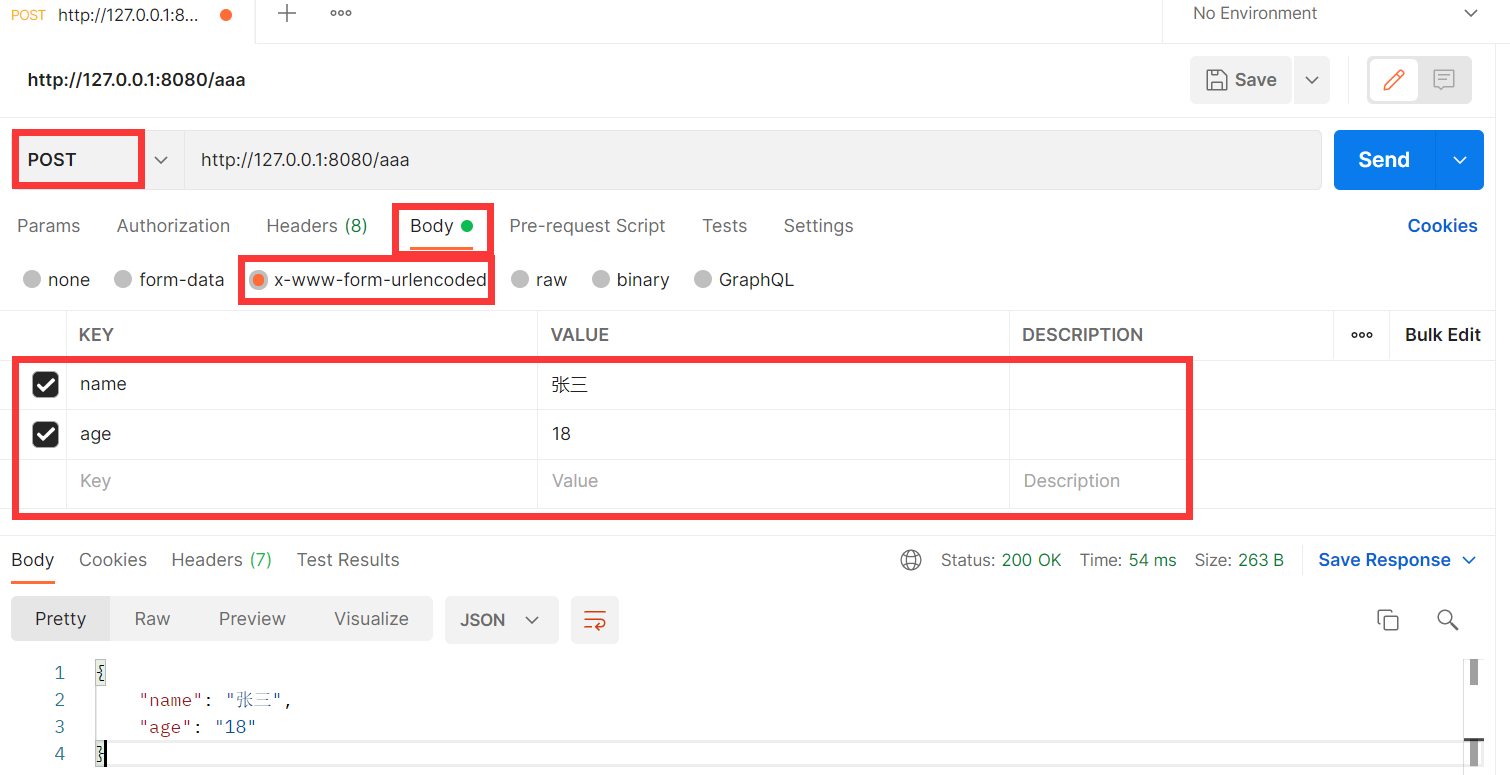 POST http://127.0.0.1:8... No Environment
http://127.0.0.1:8080/aaa Save
POST http://127.0.0.1:8080/aaa Send
Params Authorization Headers (8) Body Pre-request Script Tests Settings Cookies
none form-data x-www-form-urlencoded raw binary GraphQL
KEY VALUE DESCRIPTION Bulk Edit
name 张三
age 18
Key Value Description
Body Cookies Headers (7) Test Results Status: 200 OK Time: 54 ms Size: 263 B Save Response
Pretty Raw Preview Visualize JSON
1 {
2 "name": "张三",
3 "age": "18"
4 }